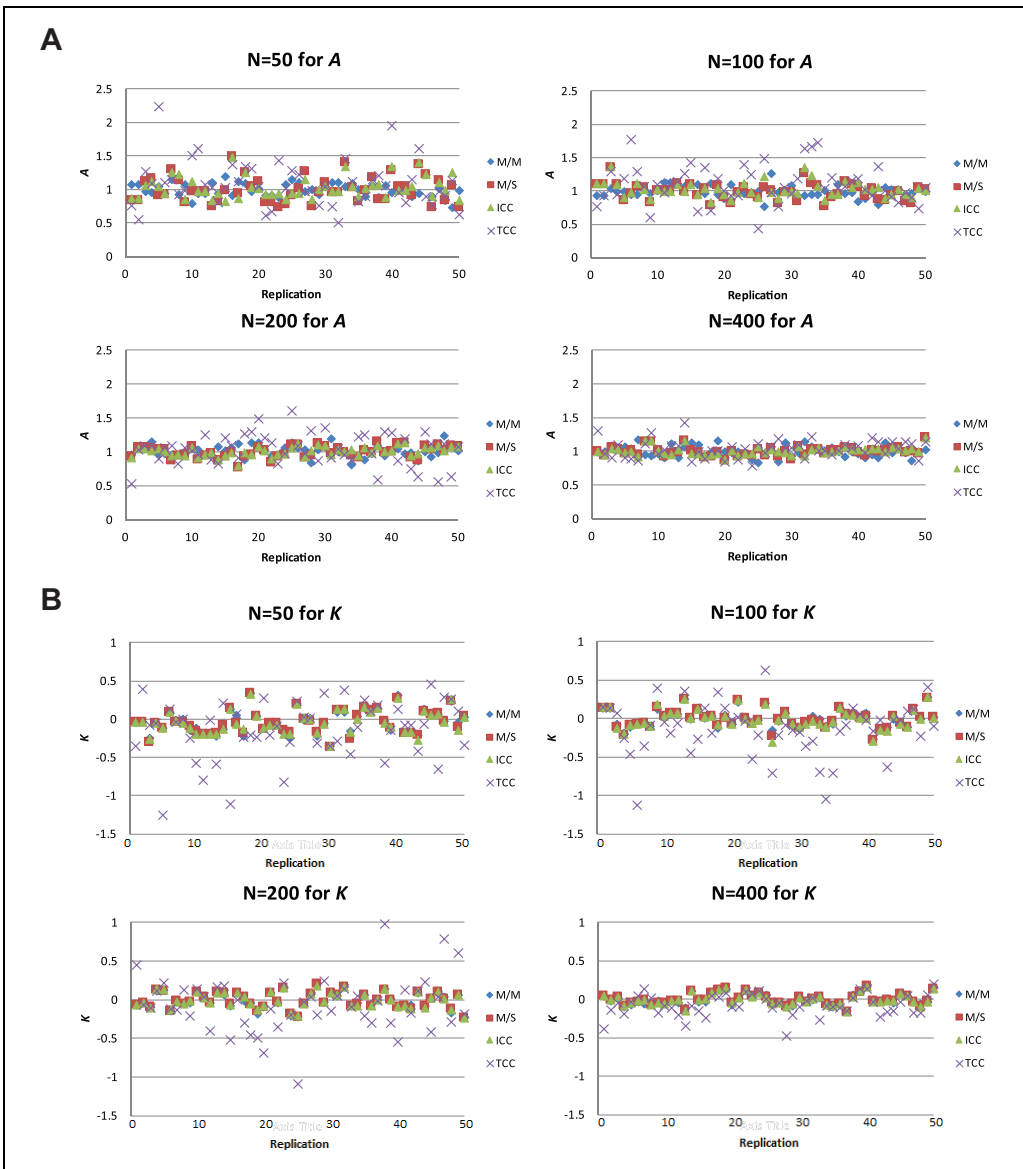 A
N=50 for A
2.5
2
1.5
A
1
0.5
0
0 10 20 30 40 50
Replication
M/M
M/S
ICC
TCC
N=100 for A
2.5
2
1.5
A
1
0.5
0
0 10 20 30 40 50
Replication
M/M
M/S
ICC
TCC
N=200 for A
2.5
2
1.5
A
1
0.5
0
0 10 20 30 40 50
Replication
M/M
M/S
ICC
TCC
N=400 for A
2.5
2
1.5
A
1
0.5
0
0 10 20 30 40 50
Replication
M/M
M/S
ICC
TCC
B
N=50 for K
1
0.5
0
K
-0.5
-1
-1.5
0 10 20 30 40 50
Axis Title
Replication
M/M
M/S
ICC
TCC
N=100 for K
1
0.5
0
K
-0.5
-1
-1.5
0 10 20 30 40 50
Axis Title
Replication
M/M
M/S
ICC
TCC
N=200 for K
1
0.5
0
K
-0.5
-1
-1.5
0 10 20 30 40 50
Axis Title
Replication
M/M
M/S
ICC
TCC
N=400 for K
1
0.5
0
K
-0.5
-1
-1.5
0 10 20 30 40 50
Axis Title
Replication
M/M
M/S
ICC
TCC